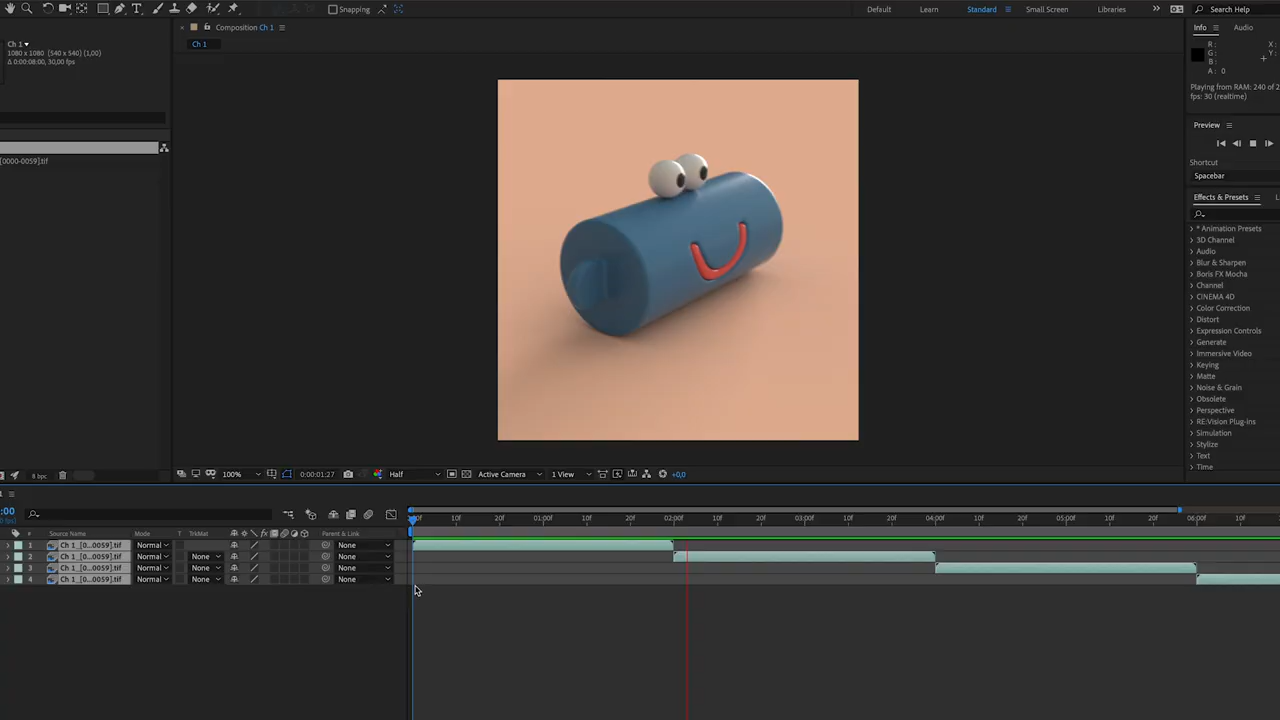 Snapping
Default
Learn
Standard
Small Screen
Libraries
Search Help
Composition Ch 1
Ch 1
Ch 1
1080 x 1080 (540 x 540) (1,00)
Δ 0:00:08:00, 30,00 fps
[0000-0059].tif
8 bpc
100%
0:00:01:27
Half
Active Camera
1 View
+0,0
Info
Audio
R :
G :
B :
A : 0
X :
Y :
Playing from RAM: 240 of 2
fps: 30 (realtime)
Preview
Shortcut
Spacebar
Effects & Presets
* Animation Presets
3D Channel
Audio
Blur & Sharpen
Boris FX Mocha
Channel
CINEMA 4D
Color Correction
Distort
Expression Controls
Generate
Immersive Video
Keying
Matte
Noise & Grain
Obsolete
Perspective
RE:Vision Plug-ins
Simulation
Stylize
Text
Time
:00
# Source Name Mode T TrkMat Parent & Link
1 Ch 1_[0...0059].tif Normal None
2 Ch 1_[0...0059].tif Normal None None
3 Ch 1_[0...0059].tif Normal None None
4 Ch 1_[0...0059].tif Normal None None
10f 20f 01:00f 10f 20f 02:00f 10f 20f 03:00f 10f 20f 04:00f 10f 20f 05:00f 10f 20f 06:00f 10f